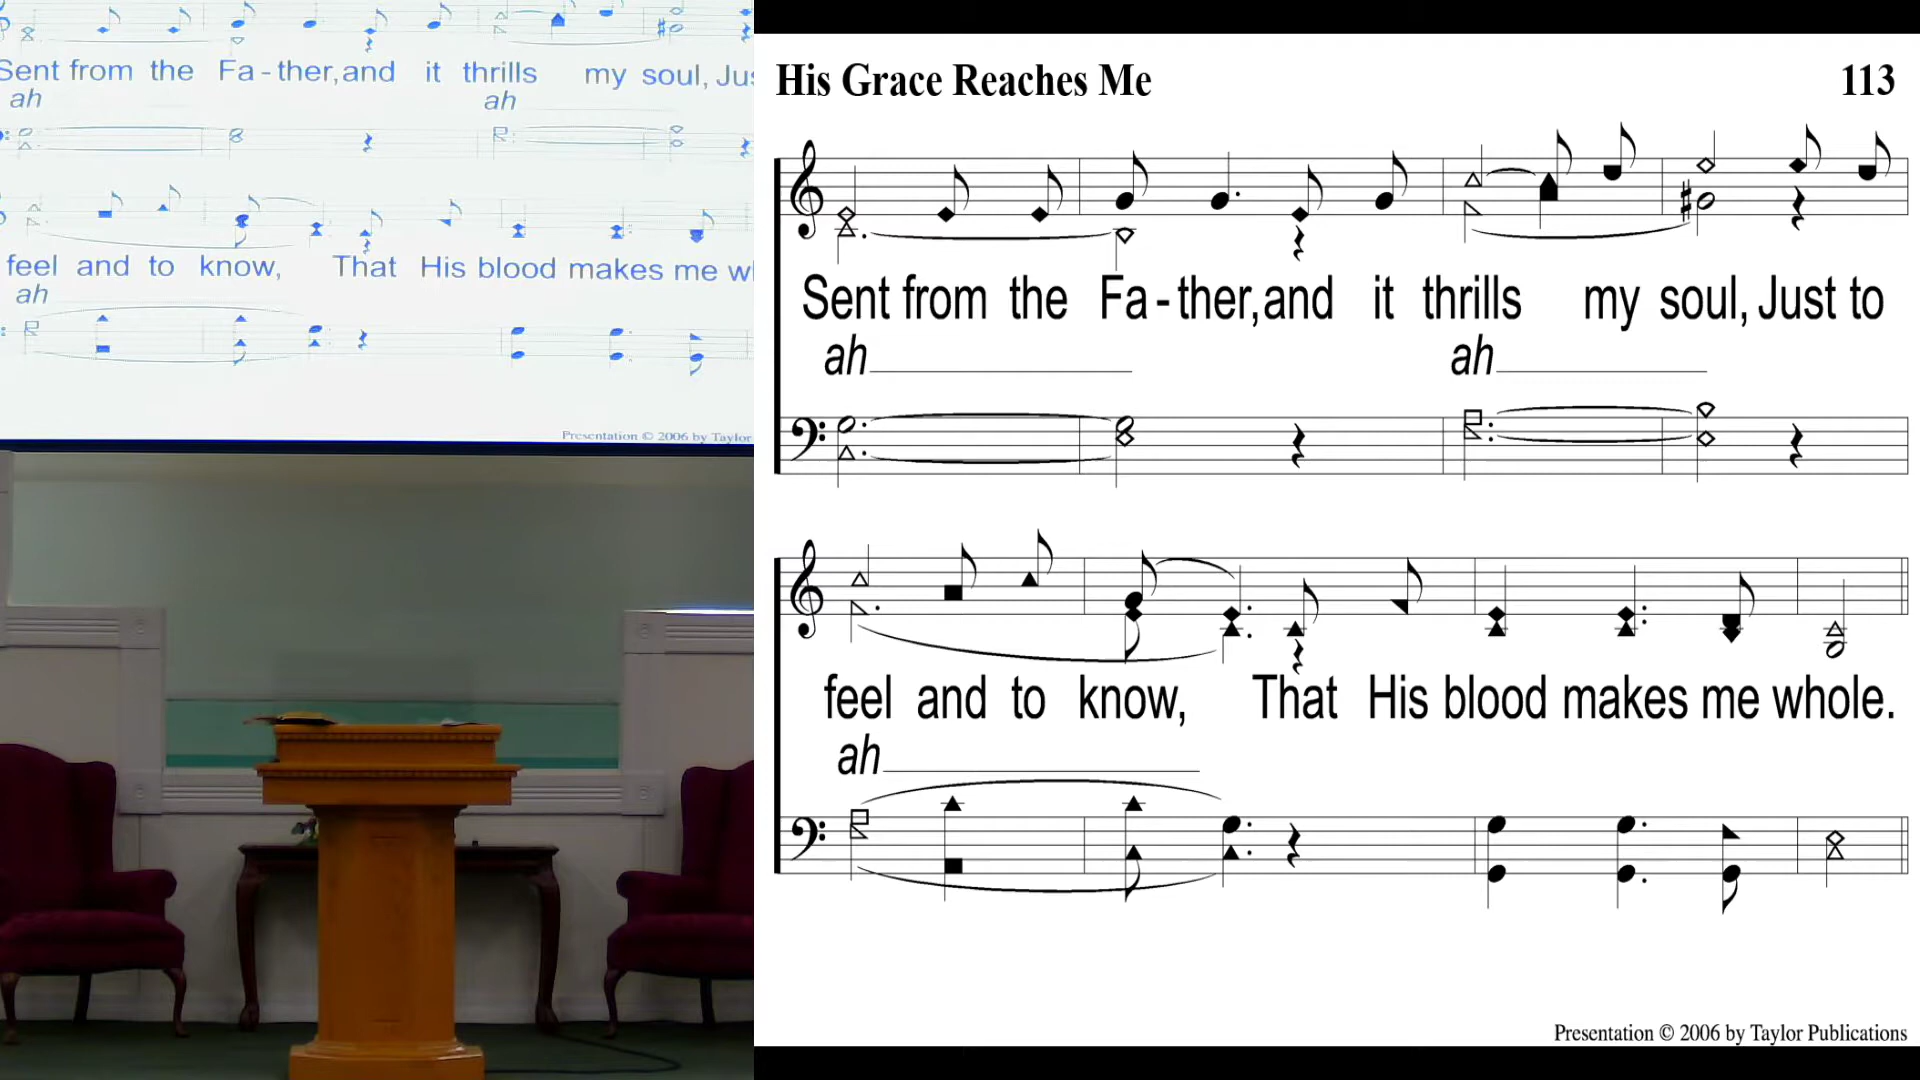 Sent from the Fa - ther, and it thrills my soul, Jus
ah ah
feel and to know, That His blood makes me w
ah
Presentation © 2006 by Taylor
His Grace Reaches Me 113
Sent from the Fa - ther, and it thrills my soul, Just to
ah ah
feel and to know, That His blood makes me whole.
ah
Presentation © 2006 by Taylor Publications